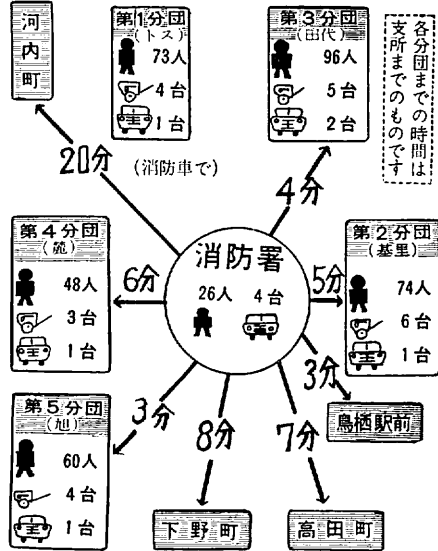 河内町
第1分団
(トス)
73人
4台
1台
第3分団
(田代)
96人
5台
2台
各分団までの時間は
支所までのものです
20分
(消防車で)
4分
第4分団
(麓)
48人
3台
1台
6分
消防署
26人 4台
5分
第2分団
(基里)
74人
6台
1台
3分
鳥栖駅前
第5分団
(旭)
60人
4台
1台
3分
8分
7分
下野町
高田町